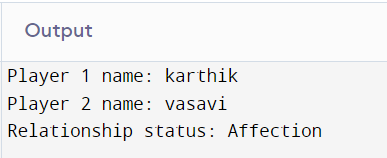 Output
Player 1 name: karthik
Player 2 name: vasavi
Relationship status: Affection